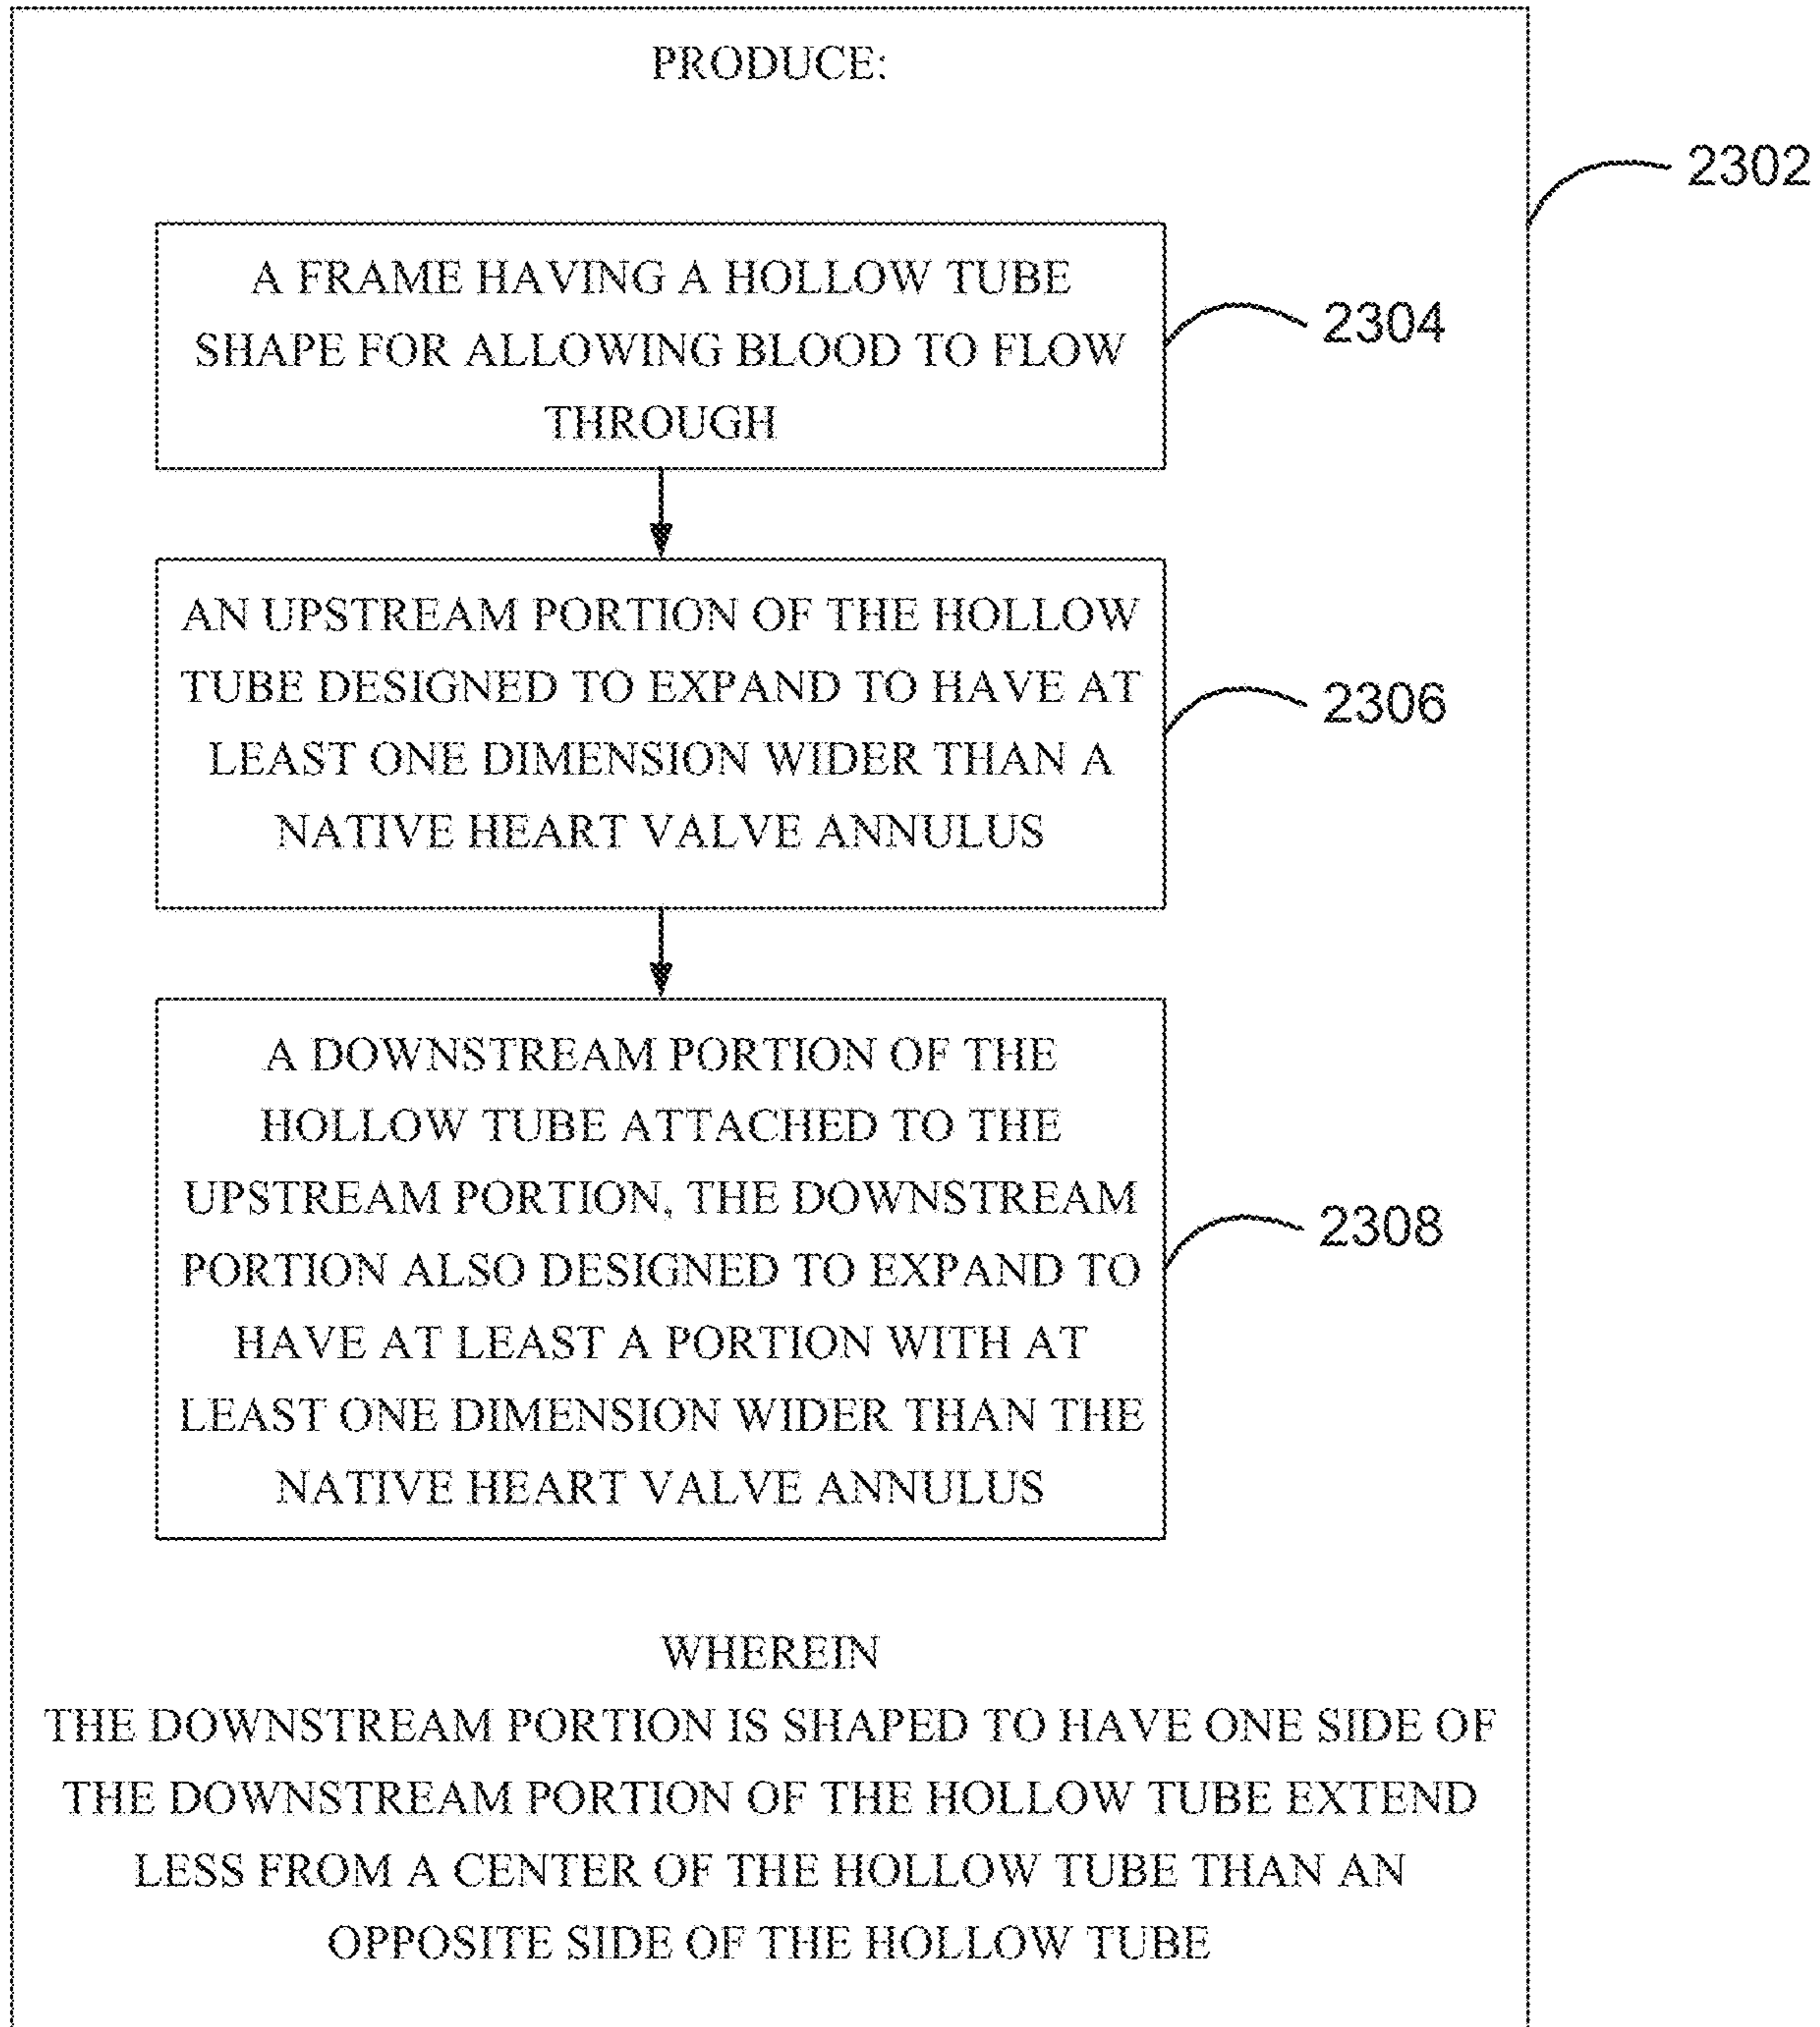 PRODUCE:
2302
A FRAME HAVING A HOLLOW TUBE
SHAPE FOR ALLOWING BLOOD TO FLOW
THROUGH
2304
AN UPSTREAM PORTION OF THE HOLLOW
TUBE DESIGNED TO EXPAND TO HAVE AT
LEAST ONE DIMENSION WIDER THAN A
NATIVE HEART VALVE ANNULUS
2306
A DOWNSTREAM PORTION OF THE
HOLLOW TUBE ATTACHED TO THE
UPSTREAM PORTION, THE DOWNSTREAM
PORTION ALSO DESIGNED TO EXPAND TO
HAVE AT LEAST A PORTION WITH AT
LEAST ONE DIMENSION WIDER THAN THE
NATIVE HEART VALVE ANNULUS
2308
WHEREIN
THE DOWNSTREAM PORTION IS SHAPED TO HAVE ONE SIDE OF
THE DOWNSTREAM PORTION OF THE HOLLOW TUBE EXTEND
LESS FROM A CENTER OF THE HOLLOW TUBE THAN AN
OPPOSITE SIDE OF THE HOLLOW TUBE